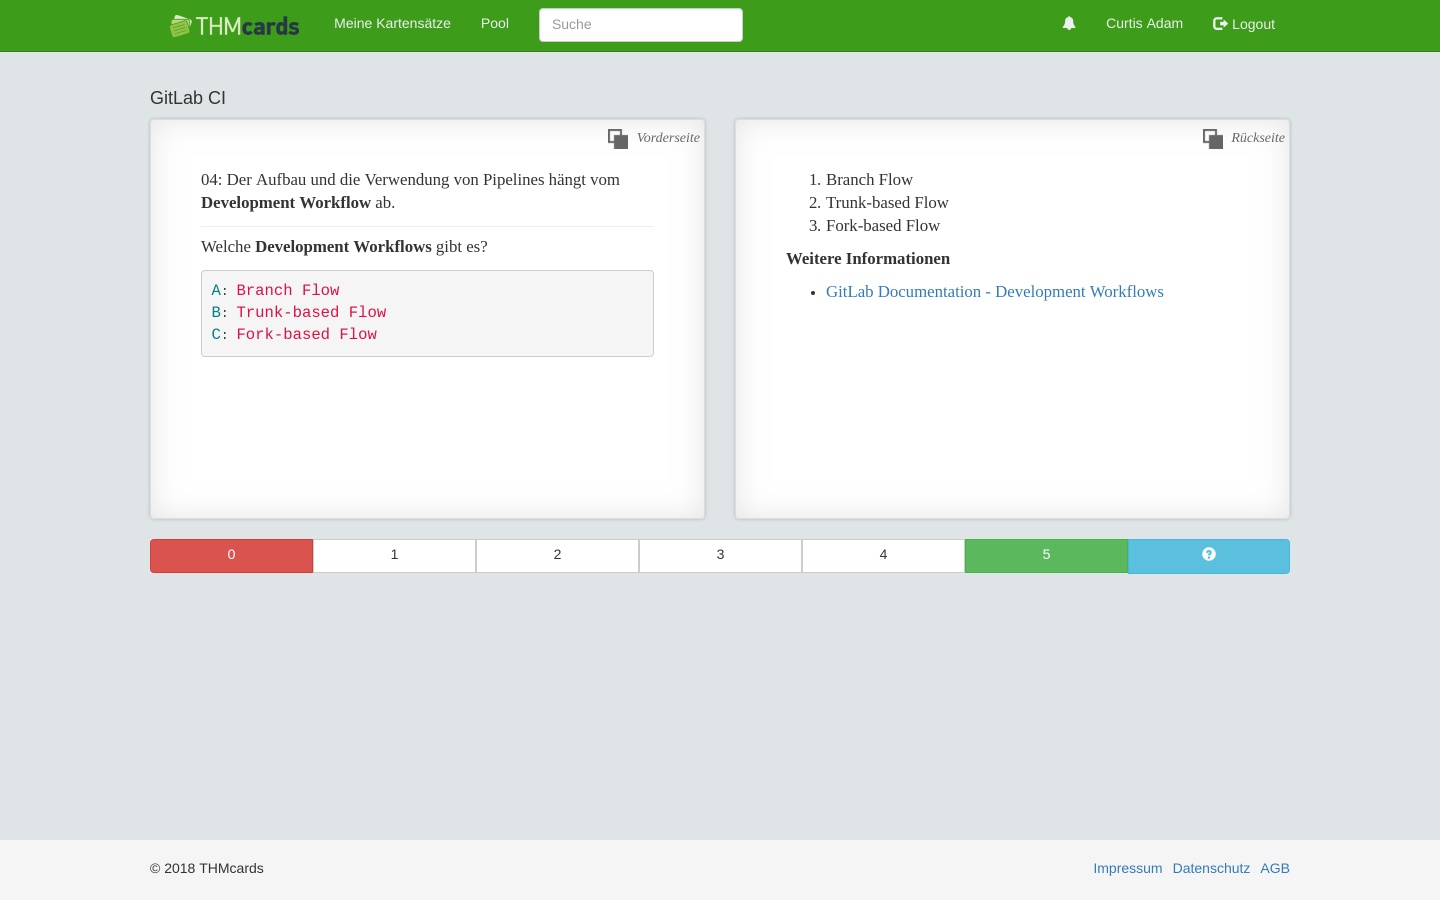 THMcards
Meine Kartensätze
Pool
Suche
Curtis Adam
Logout
GitLab CI
Vorderseite
04: Der Aufbau und die Verwendung von Pipelines hängt vom
Development Workflow ab.
Welche Development Workflows gibt es?
A: Branch Flow
B: Trunk-based Flow
C: Fork-based Flow
Rückseite
1. Branch Flow
2. Trunk-based Flow
3. Fork-based Flow
Weitere Informationen
• GitLab Documentation - Development Workflows
0
1
2
3
4
5
?
© 2018 THMcards
Impressum Datenschutz AGB